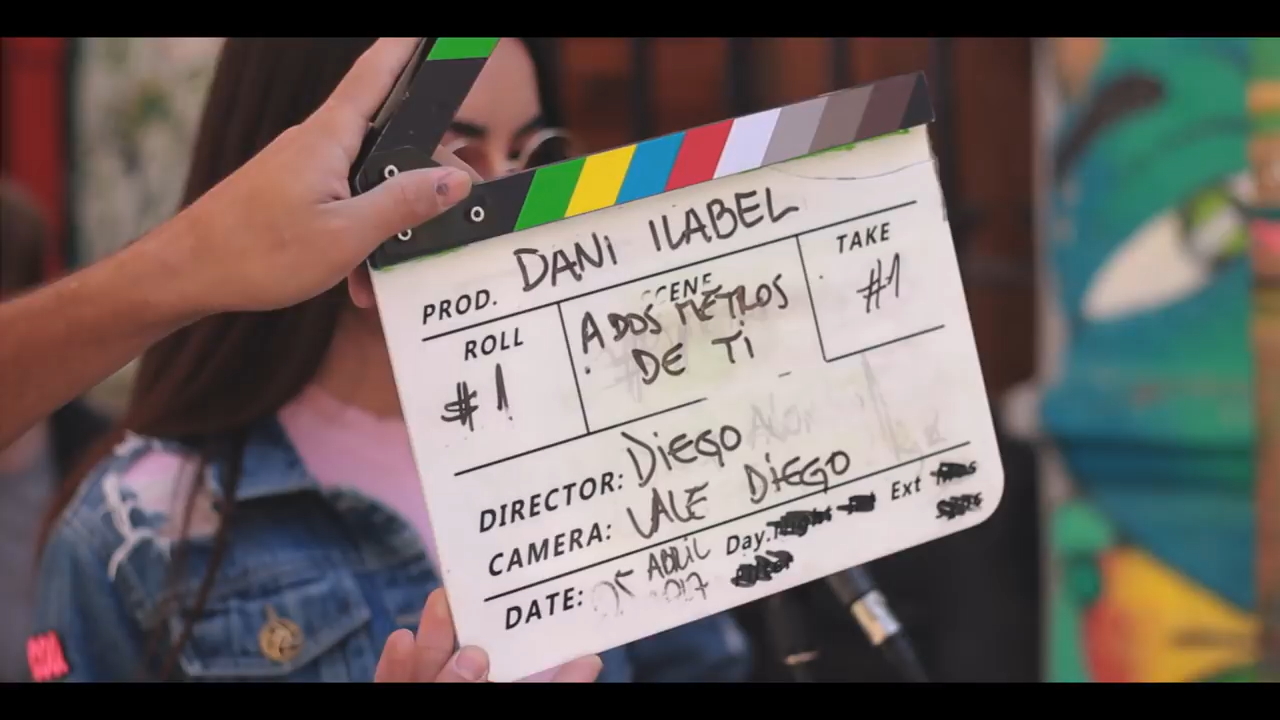 PROD. DANI ILABEL
ROLL
#1
SCENE
A DOS METROS
DE TI
TAKE
#1
DIRECTOR: DIEGO
CAMERA: VALE DIEGO
DATE: 05 ABRIL
Day. Ext